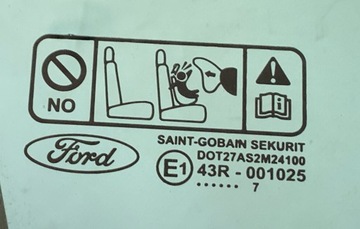 NO
Ford
SAINT-GOBAIN SEKURIT
DOT27AS2M24100
E1 43R - 001025
...... 7